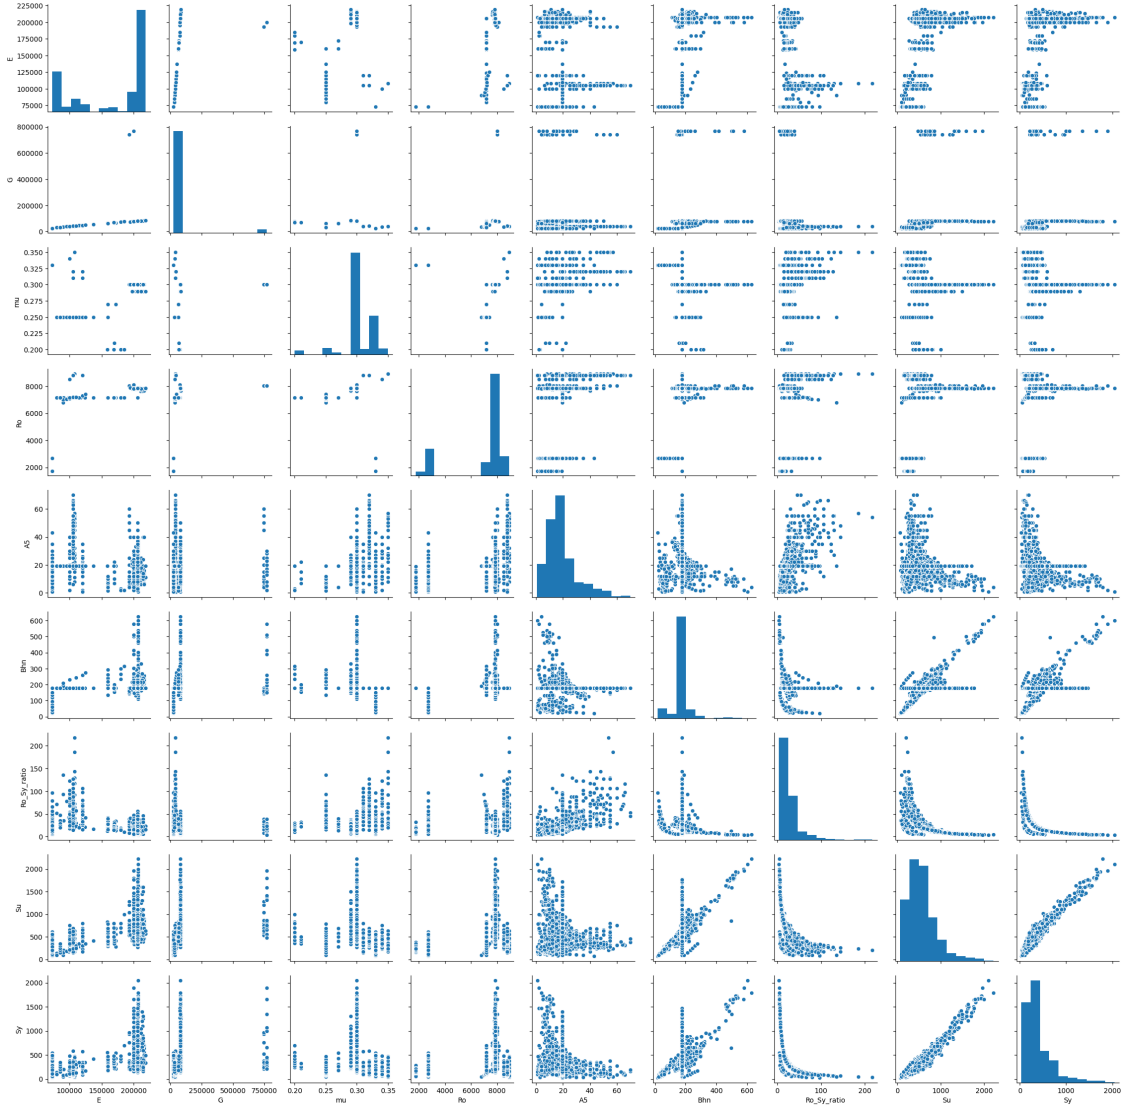 225000
200000
175000
150000
125000
100000
75000
E
800000
600000
400000
200000
0
G
0.350
0.325
0.300
0.275
0.250
0.225
0.200
mu
8000
6000
4000
2000
Ro
60
40
20
0
A5
600
500
400
300
200
100
0
Bhn
200
150
100
50
0
Ro_Sy_ratio
2000
1500
1000
500
0
Su
2000
1500
1000
500
0
Sy
100000 150000 200000
E
0 250000 500000 750000
G
0.20 0.25 0.30 0.35
mu
2000 4000 6000 8000
Ro
0 20 40 60
A5
0 200 400 600
Bhn
0 100 200
Ro_Sy_ratio
0 1000 2000
Su
0 1000 2000
Sy